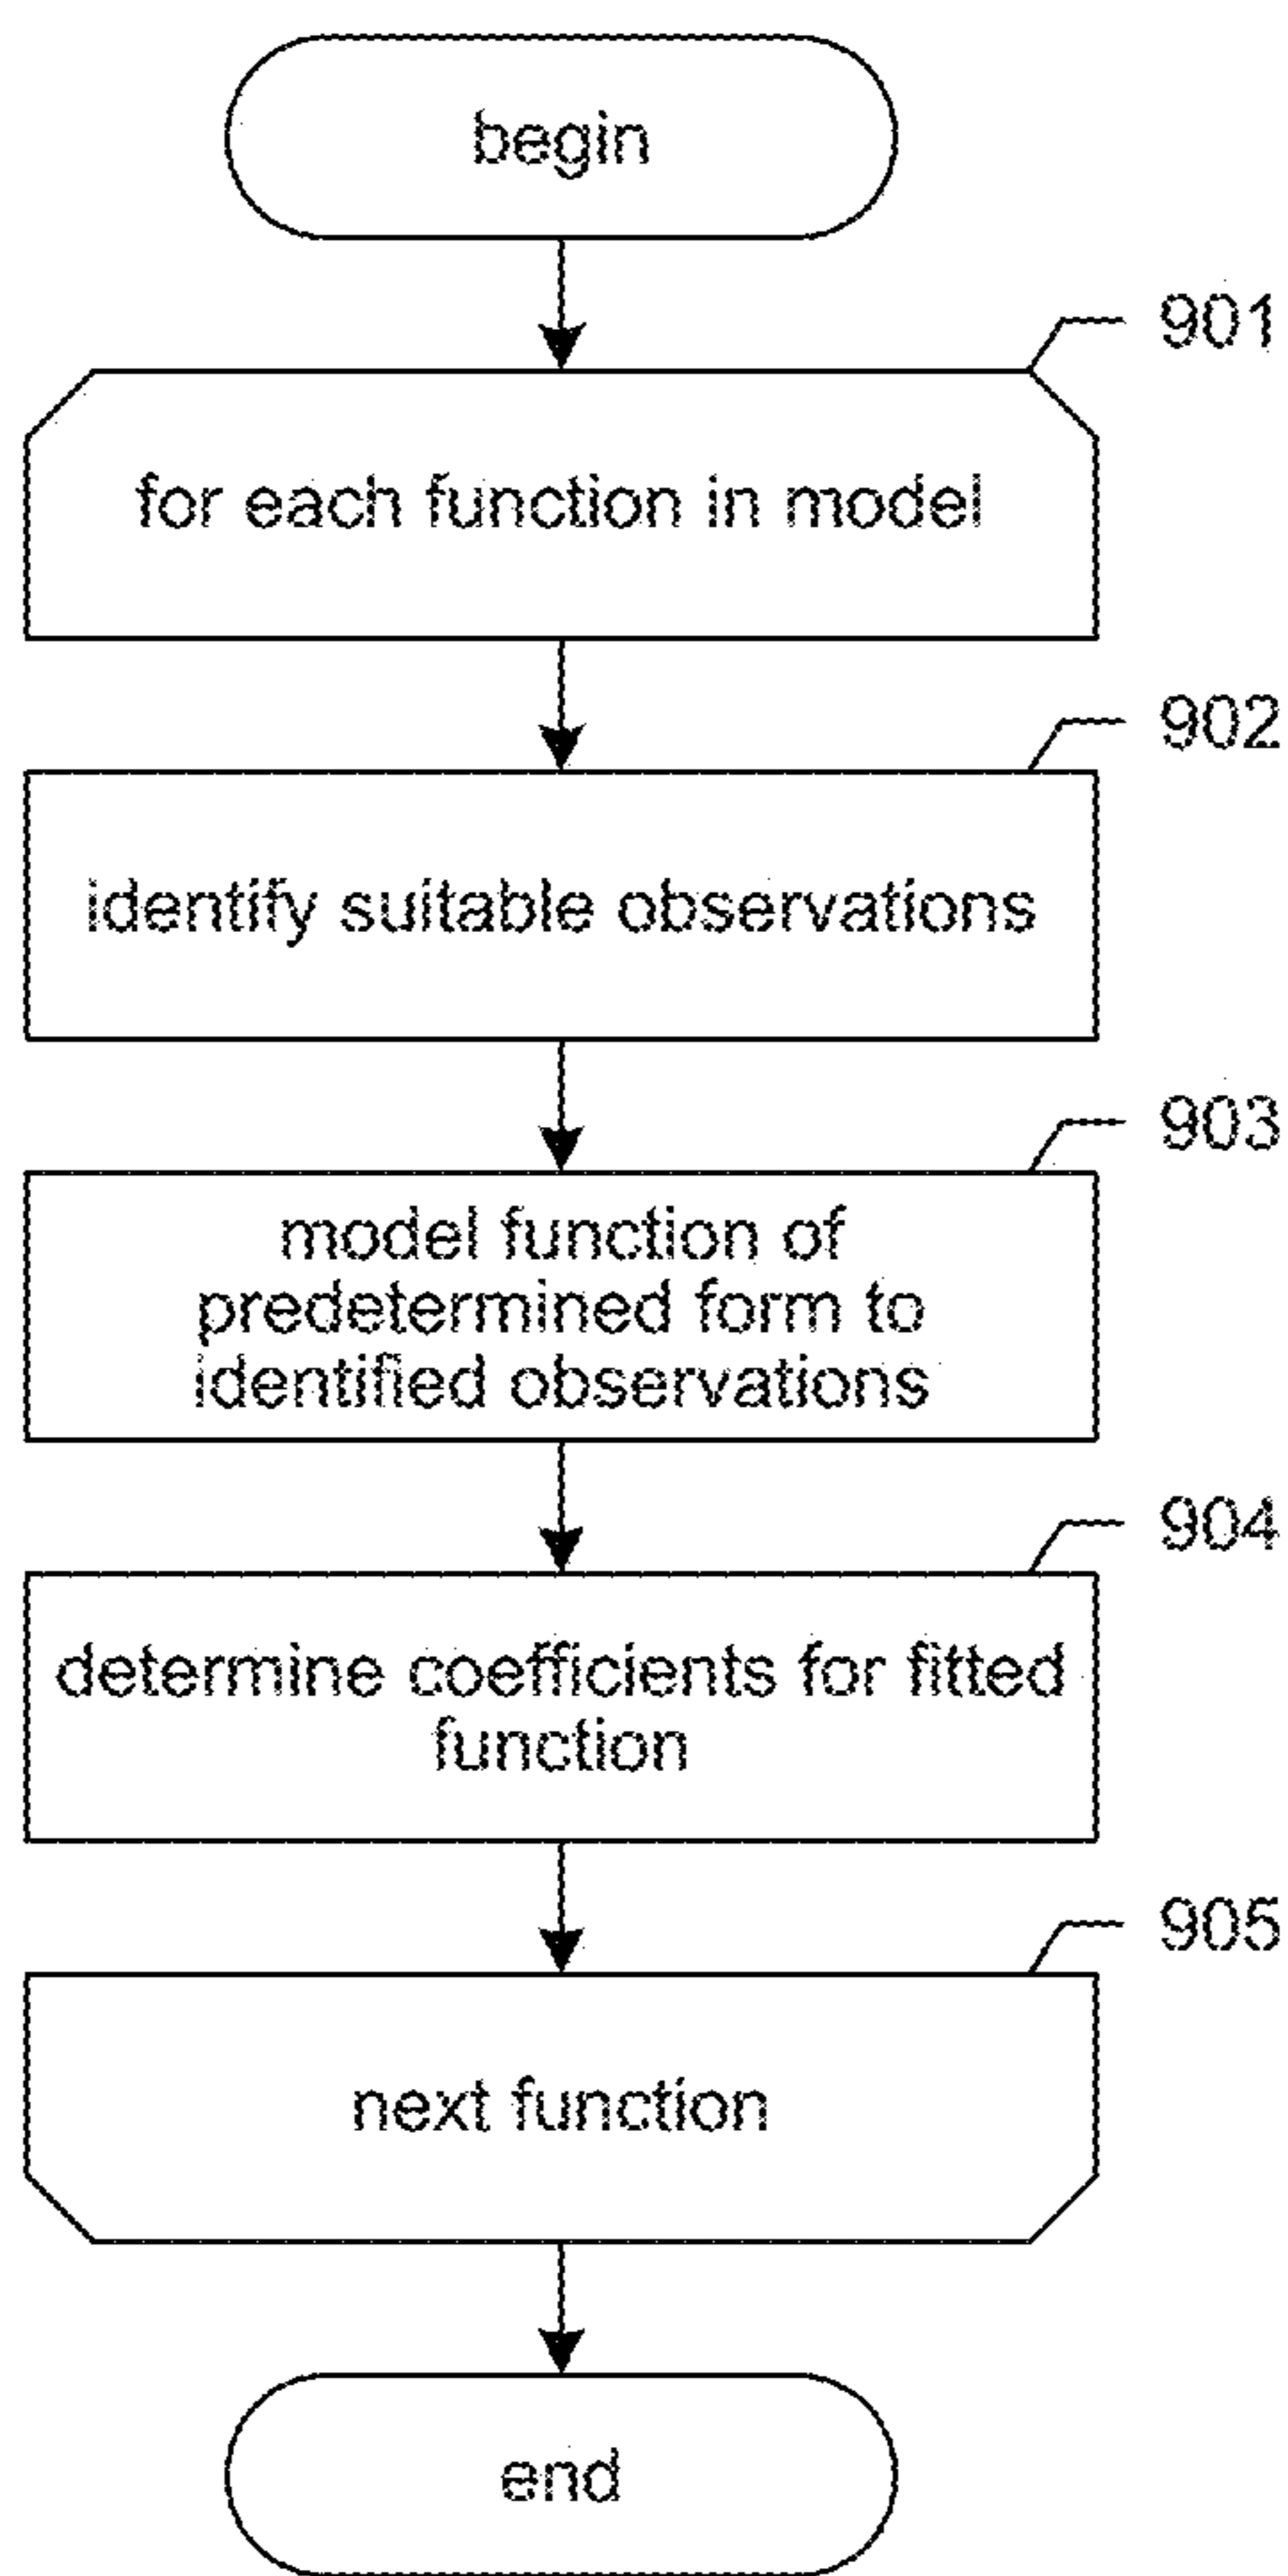 begin
901
for each function in model
902
identify suitable observations
903
model function of
predetermined form to
identified observations
904
determine coefficients for fitted
function
905
next function
end